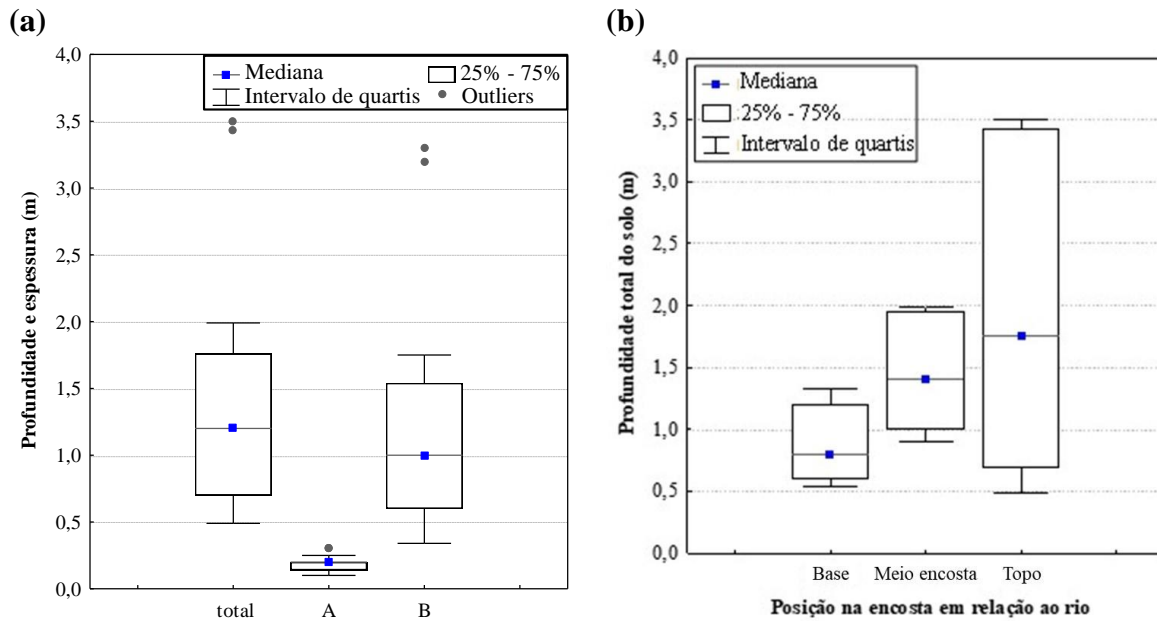 (a)
4,0
3,5
3,0
2,5
2,0
1,5
1,0
0,5
0,0
Profundidade e espessura (m)
Mediana
25% - 75%
Intervalo de quartis
Outliers
total
A
B
(b)
4,0
3,5
3,0
2,5
2,0
1,5
1,0
0,5
0,0
Profundidade total do solo (m)
Mediana
25% - 75%
Intervalo de quartis
Base
Meio encosta
Topo
Posição na encosta em relação ao rio